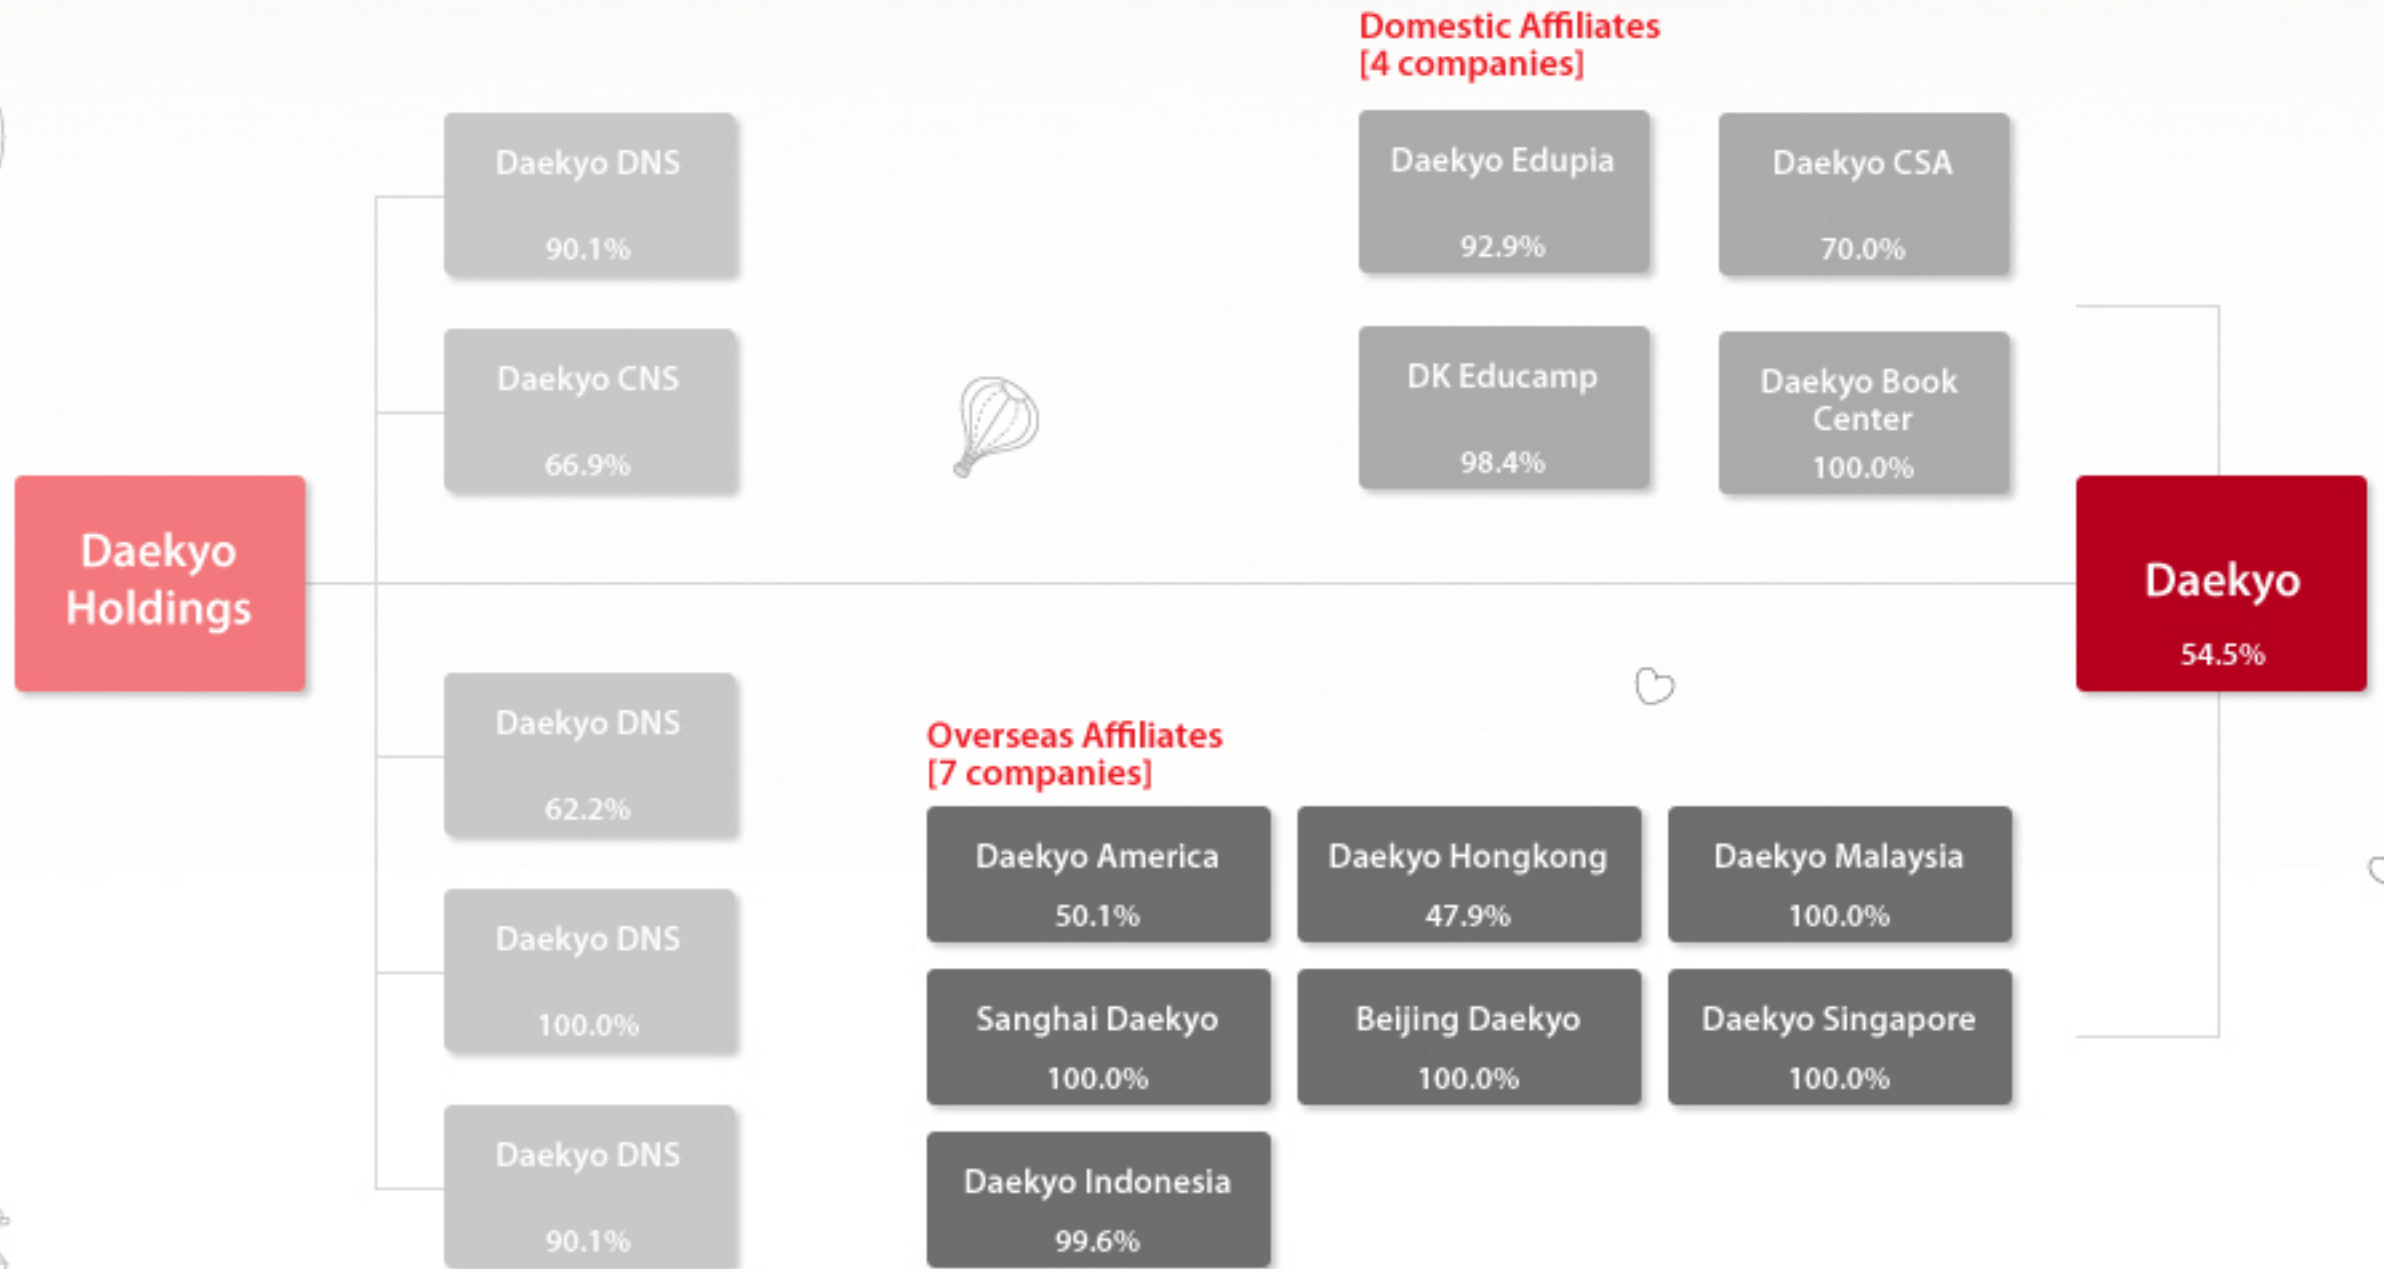 Domestic Affiliates
[4 companies]
Daekyo DNS
90.1%
Daekyo CNS
66.9%
Daekyo Edupia
92.9%
Daekyo CSA
70.0%
DK Educamp
98.4%
Daekyo Book
Center
100.0%
Daekyo
Holdings
Daekyo
54.5%
Daekyo DNS
62.2%
Daekyo DNS
100.0%
Daekyo DNS
90.1%
Overseas Affiliates
[7 companies]
Daekyo America
50.1%
Daekyo Hongkong
47.9%
Daekyo Malaysia
100.0%
Sanghai Daekyo
100.0%
Beijing Daekyo
100.0%
Daekyo Singapore
100.0%
Daekyo Indonesia
99.6%